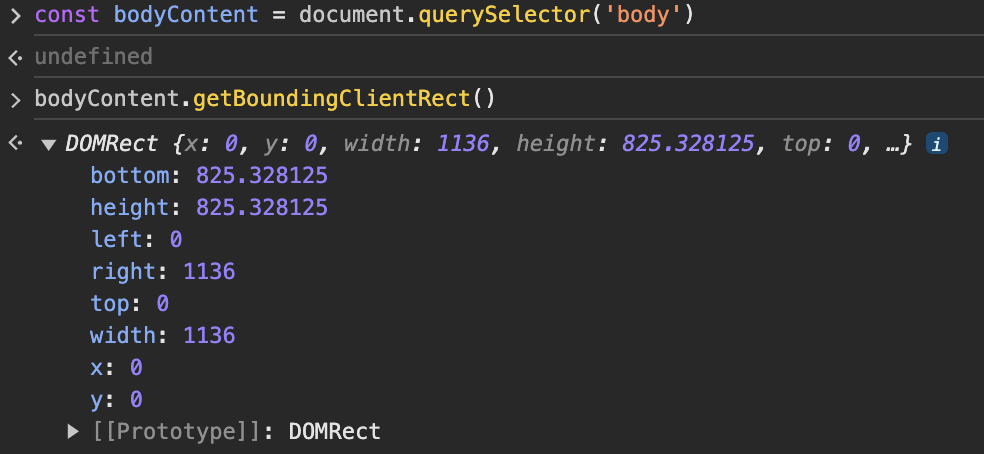 > const bodyContent = document.querySelector('body')
undefined
> bodyContent.getBoundingClientRect()
▼ DOMRect {x: 0, y: 0, width: 1136, height: 825.328125, top: 0, …} i
bottom: 825.328125
height: 825.328125
left: 0
right: 1136
top: 0
width: 1136
x: 0
y: 0
▶ [[Prototype]]: DOMRect